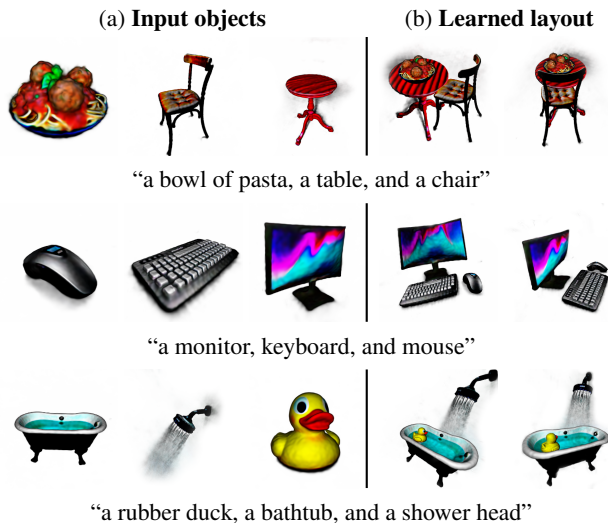 (a) Input objects
(b) Learned layout
“a bowl of pasta, a table, and a chair”
“a monitor, keyboard, and mouse”
“a rubber duck, a bathtub, and a shower head”